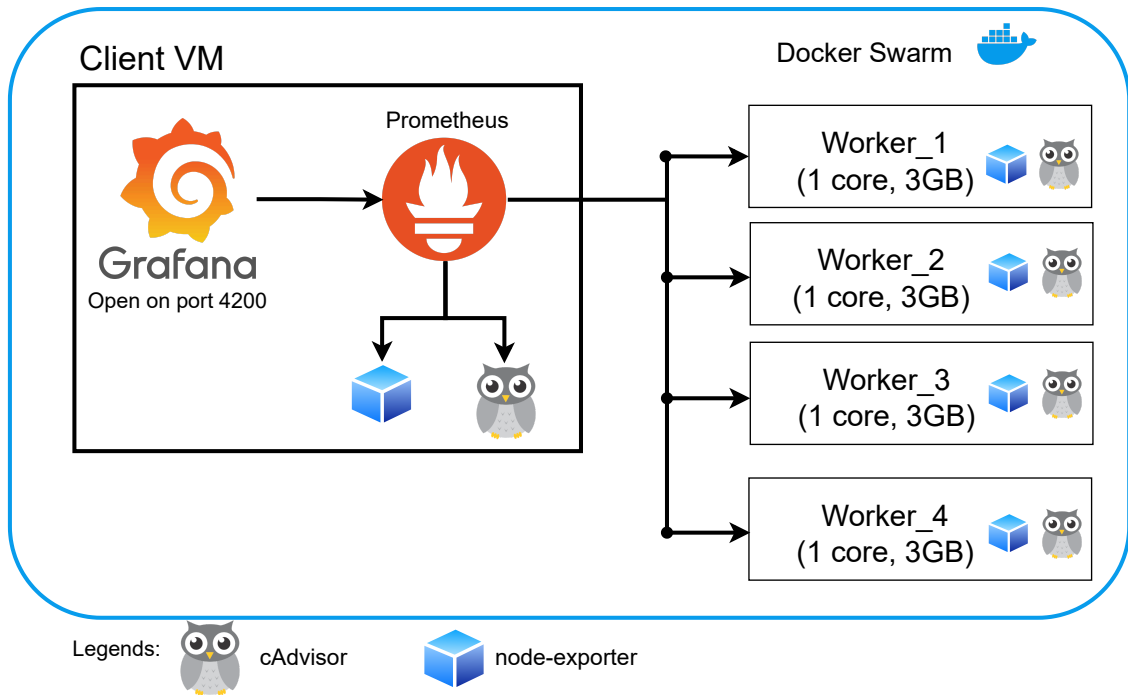 Client VM
Docker Swarm
Prometheus
Grafana
Open on port 4200
Worker_1
(1 core, 3GB)
Worker_2
(1 core, 3GB)
Worker_3
(1 core, 3GB)
Worker_4
(1 core, 3GB)
Legends:
cAdvisor
node-exporter